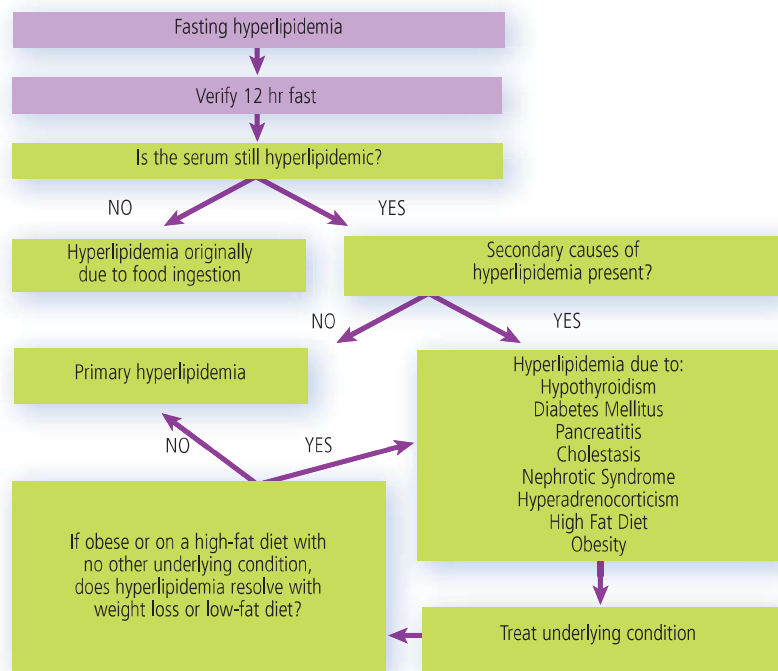 Fasting hyperlipidemia
Verify 12 hr fast
Is the serum still hyperlipidemic?
NO
YES
Hyperlipidemia originally
due to food ingestion
Secondary causes of
hyperlipidemia present?
NO
YES
Primary hyperlipidemia
Hyperlipidemia due to:
Hypothyroidism
Diabetes Mellitus
Pancreatitis
Cholestasis
Nephrotic Syndrome
Hyperadrenocorticism
High Fat Diet
Obesity
NO
YES
If obese or on a high-fat diet with
no other underlying condition,
does hyperlipidemia resolve with
weight loss or low-fat diet?
Treat underlying condition